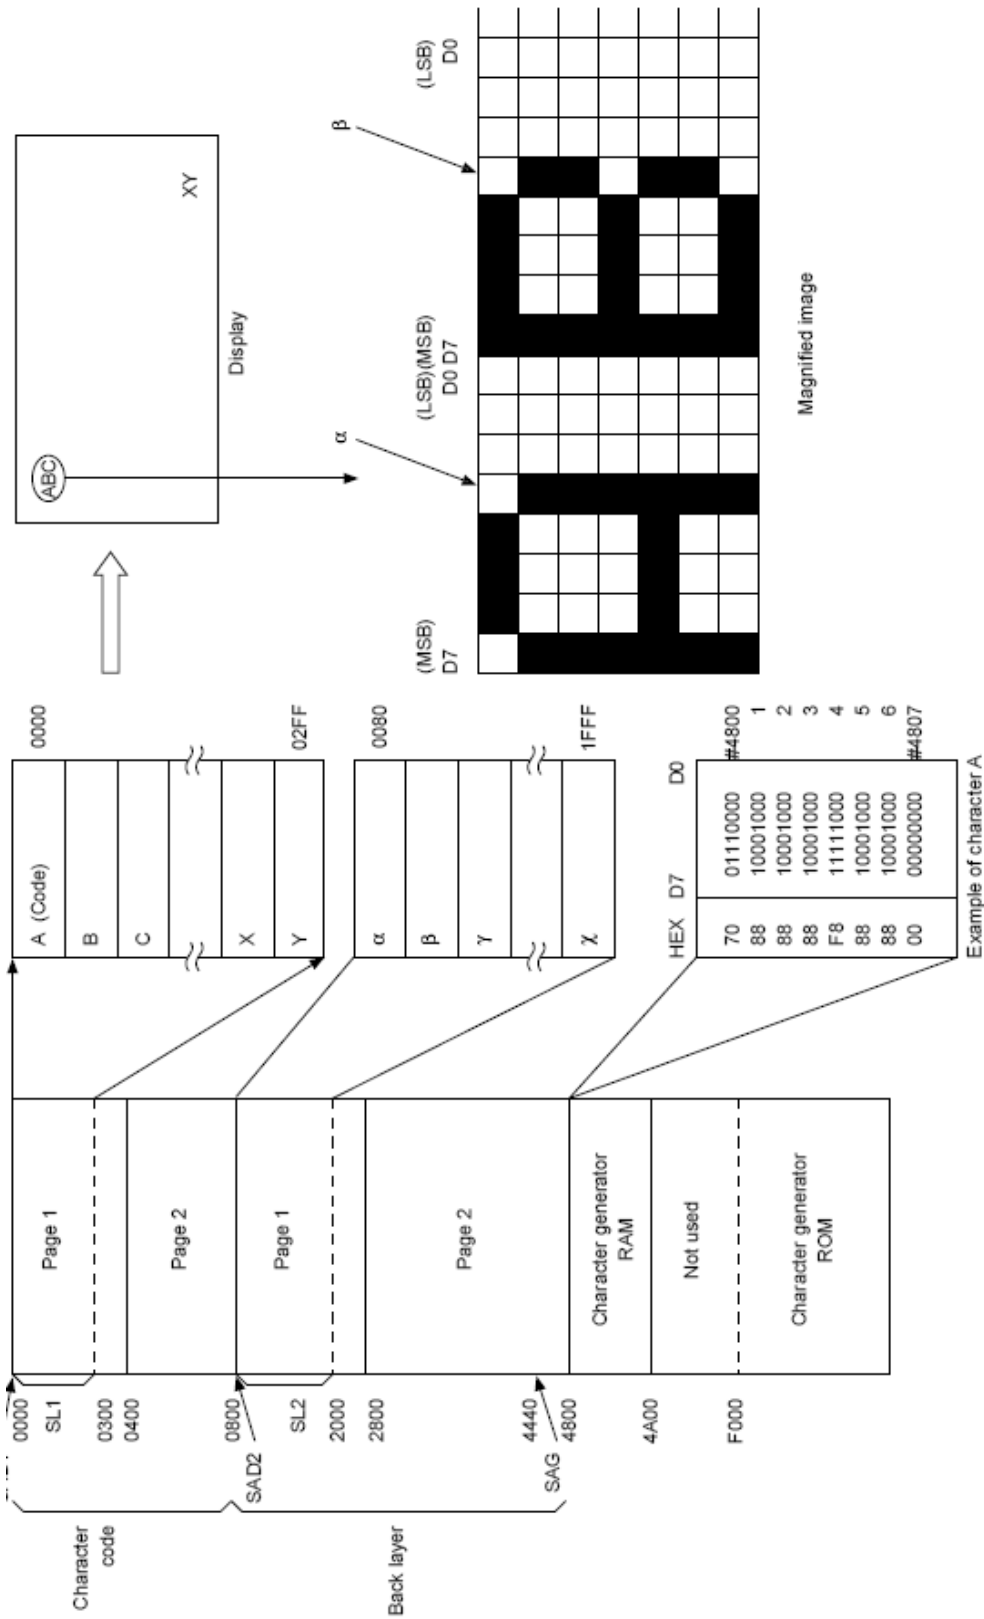 Character
code
Back layer
SAD2
SAG
0000
SL1
0300
0400
0800
SL2
2000
2800
4440
4800
4A00
F000
Page 1
Page 2
Page 1
Page 2
Character generator
RAM
Not used
Character generator
ROM
A (Code)
B
C
X
Y
0000
02FF
α
β
γ
χ
0080
1FFF
HEX D7 D0
70 01110000 #4800
88 10001000 1
88 10001000 2
88 10001000 3
F8 11111000 4
88 10001000 5
88 10001000 6
00 00000000 #4807
Example of character A
ABC
XY
Display
α
β
(MSB) (LSB) (MSB) (LSB)
D7 D0 D7 D0
Magnified image